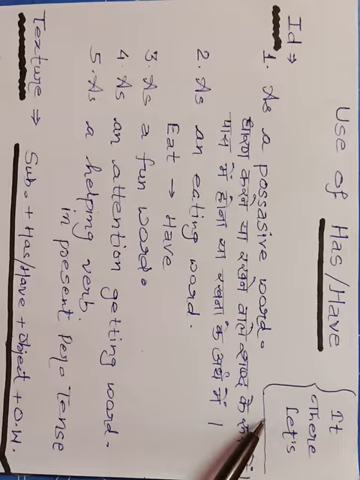 Use of Has/Have
It
There
Let's
Id →
1. As a possasive word.
धारण करने या रखने वाले शब्द के रूप में
पास में होना या रखना के अर्थ में ।
2. As an eating word.
Eat → Have
3. As a fun word.
4. As an attention getting word.
5. As a helping verb.
in present Perf Tense
Texture ⇒ Sub. + Has/Have + object + O.W.